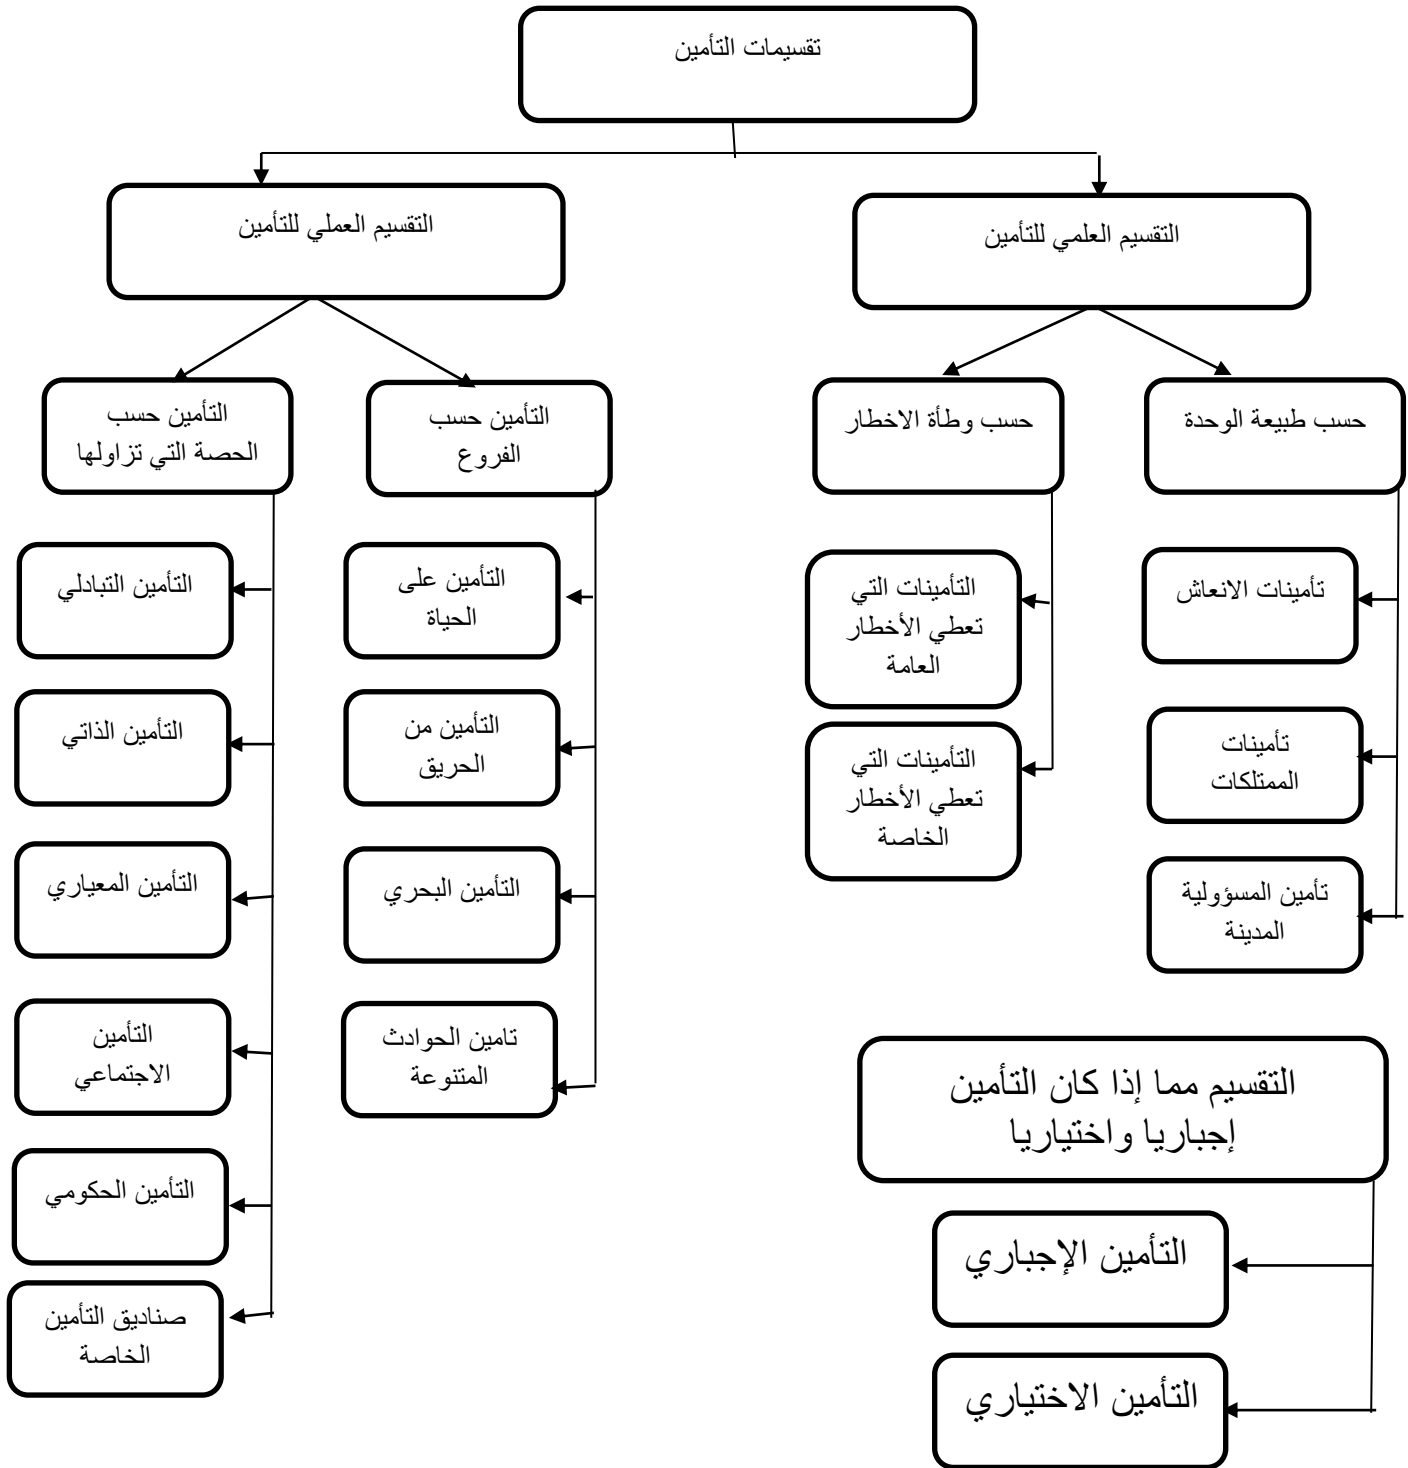 تقسيمات التأمين
التقسيم العلمي للتأمين
التقسيم العملي للتأمين
حسب طبيعة الوحدة
حسب وطأة الاخطار
التأمين حسب
الفروع
التأمين حسب
الحصة التي تزاولها
تأمينات الانعاش
تأمينات
الممتلكات
تأمين المسؤولية
المدينة
التأمينات التي
تعطي الأخطار
العامة
التأمينات التي
تعطي الأخطار
الخاصة
التأمين على
الحياة
التأمين من
الحريق
التأمين البحري
تامين الحوادث
المتنوعة
التأمين التبادلي
التأمين الذاتي
التأمين المعياري
التأمين
الاجتماعي
التأمين الحكومي
صناديق التأمين
الخاصة
التقسيم مما إذا كان التأمين
إجباريا واختياريا
التأمين الإجباري
التأمين الاختياري